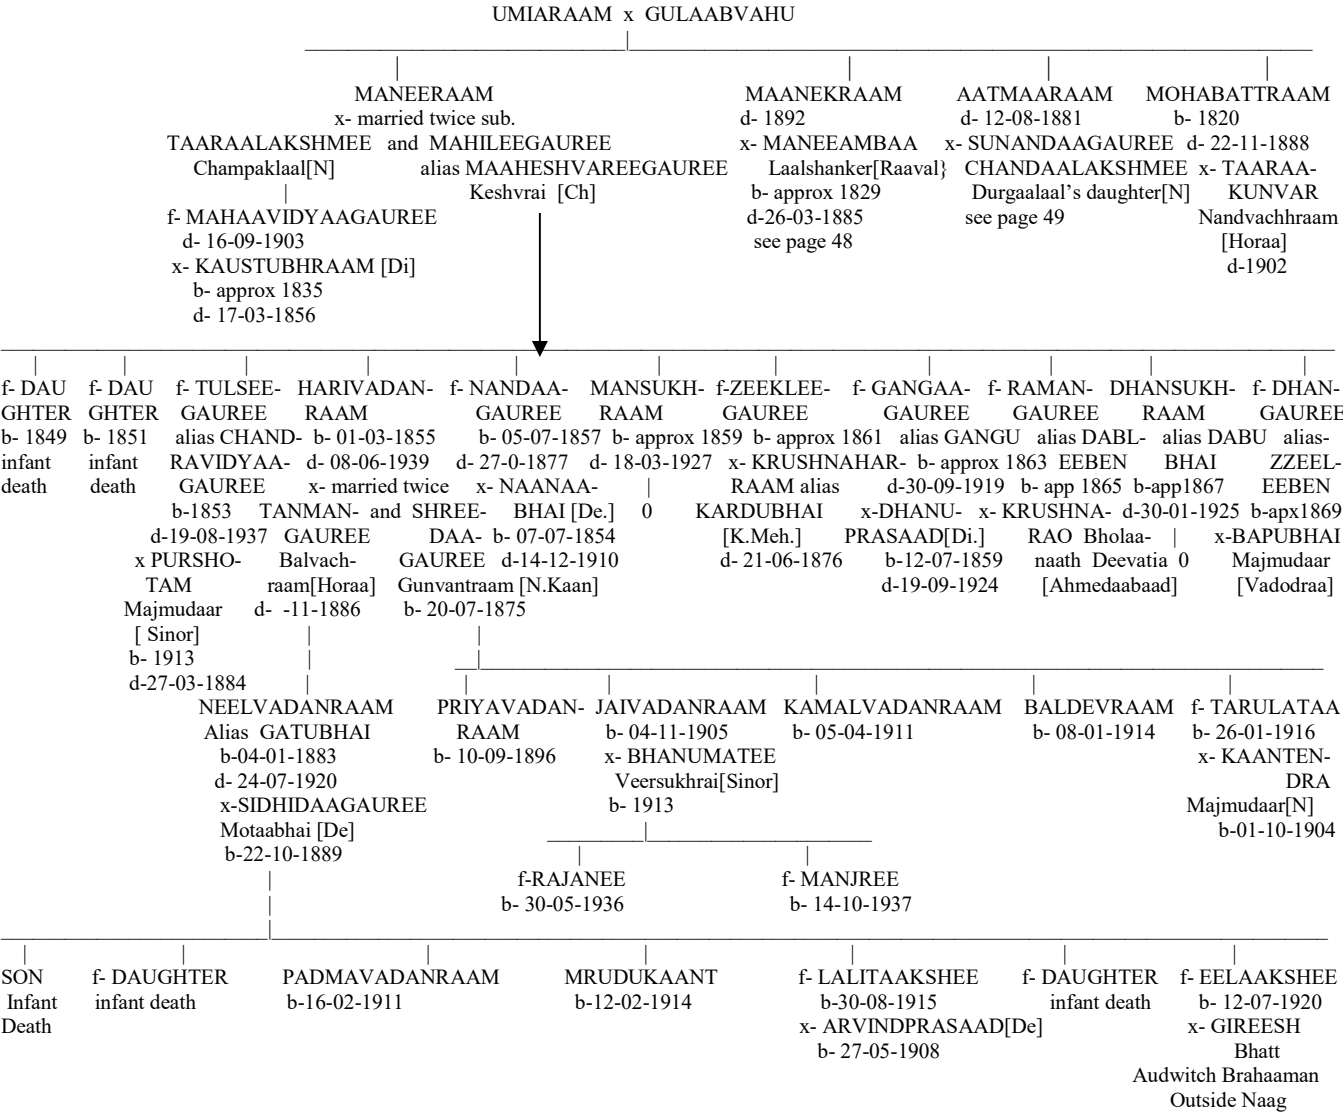 UMIARAAM x GULAABVAHU
MANEERAAM MAANEKRAAM AATMAARAAM MOHABATTRAAM
x- married twice sub. d- 1892 d- 12-08-1881 b- 1820
TAARAALAKSHMEE and MAHILEEGAUREE x- MANEEAMBAA x- SUNANDAAGAUREE d- 22-11-1888
Champaklaal[N] alias MAAHESHVAREEGAUREE Laalshanker[Raaval} CHANDAALAKSHMEE x- TAARAA-
| Keshvrai [Ch] b- approx 1829 Durgaalaal's daughter[N] KUNVAR
f- MAHAAVIDYAAGAUREE d-26-03-1885 see page 49 Nandvachhraam
d- 16-09-1903 see page 48 [Horaa]
x- KAUSTUBHRAAM [Di] d-1902
b- approx 1835
d- 17-03-1856
f- DAU f- DAU f- TULSEE- HARIVADAN- f- NANDAA- MANSUKH- f-ZEEKLEE- f- GANGAA- f- RAMAN- DHANSUKH- f- DHAN-
GHTER GHTER GAUREE RAAM GAUREE RAAM GAUREE GAUREE GAUREE RAAM GAUREE
b- 1849 b- 1851 alias CHAND- b- 01-03-1855 b- 05-07-1857 b- approx 1859 b- approx 1861 alias GANGU alias DABL- alias DABU alias-
infant infant RAVIDYAA- d- 08-06-1939 d- 27-0-1877 d- 18-03-1927 x- KRUSHNAHAR- b- approx 1863 EEBEN BHAI ZZEEL-
death death GAUREE x- married twice x- NAANAA- | RAAM alias d-30-09-1919 b- app 1865 b-app1867 EEBEN
b-1853 TANMAN- and SHREE- BHAI [De.] 0 KARDUBHAI x-DHANU- x- KRUSHNA- d-30-01-1925 b-apx1869
d-19-08-1937 GAUREE DAA- b- 07-07-1854 [K.Meh.] PRASAAD[Di.] RAO Bholaa- | x-BAPUBHAI
x PURSHO- Balvach- GAUREE d-14-12-1910 d- 21-06-1876 b-12-07-1859 naath Deevatia 0 Majmudaar
TAM raam[Horaa] Gunvantraam [N.Kaan] d-19-09-1924 [Ahmedaabaad] [Vadodraa]
Majmudaar d- -11-1886 b- 20-07-1875
[ Sinor]
b- 1913
d-27-03-1884
NEELVADANRAAM PRIYAVADAN- JAIVADANRAAM KAMALVADANRAAM BALDEVRAAM f- TARULATAA
Alias GATUBHAI RAAM b- 04-11-1905 b- 05-04-1911 b- 08-01-1914 b- 26-01-1916
b-04-01-1883 b- 10-09-1896 x- BHANUMATEE x- KAANTEN-
d- 24-07-1920 Veersukhrai[Sinor] DRA
x-SIDHIDAAGAUREE b- 1913 Majmudaar[N]
Motaabhai [De] b-01-10-1904
b-22-10-1889
f-RAJANEE f- MANJREE
b- 30-05-1936 b- 14-10-1937
SON f- DAUGHTER PADMAVADANRAAM MRUDUKAANT f- LALITAAKSHEE f- DAUGHTER f- EELAAKSHEE
Infant infant death b-16-02-1911 b-12-02-1914 b-30-08-1915 infant death b- 12-07-1920
Death x- ARVINDPRASAAD[De] x- GIREESH
b- 27-05-1908 Bhatt
Audwitch Brahaaman
Outside Naag